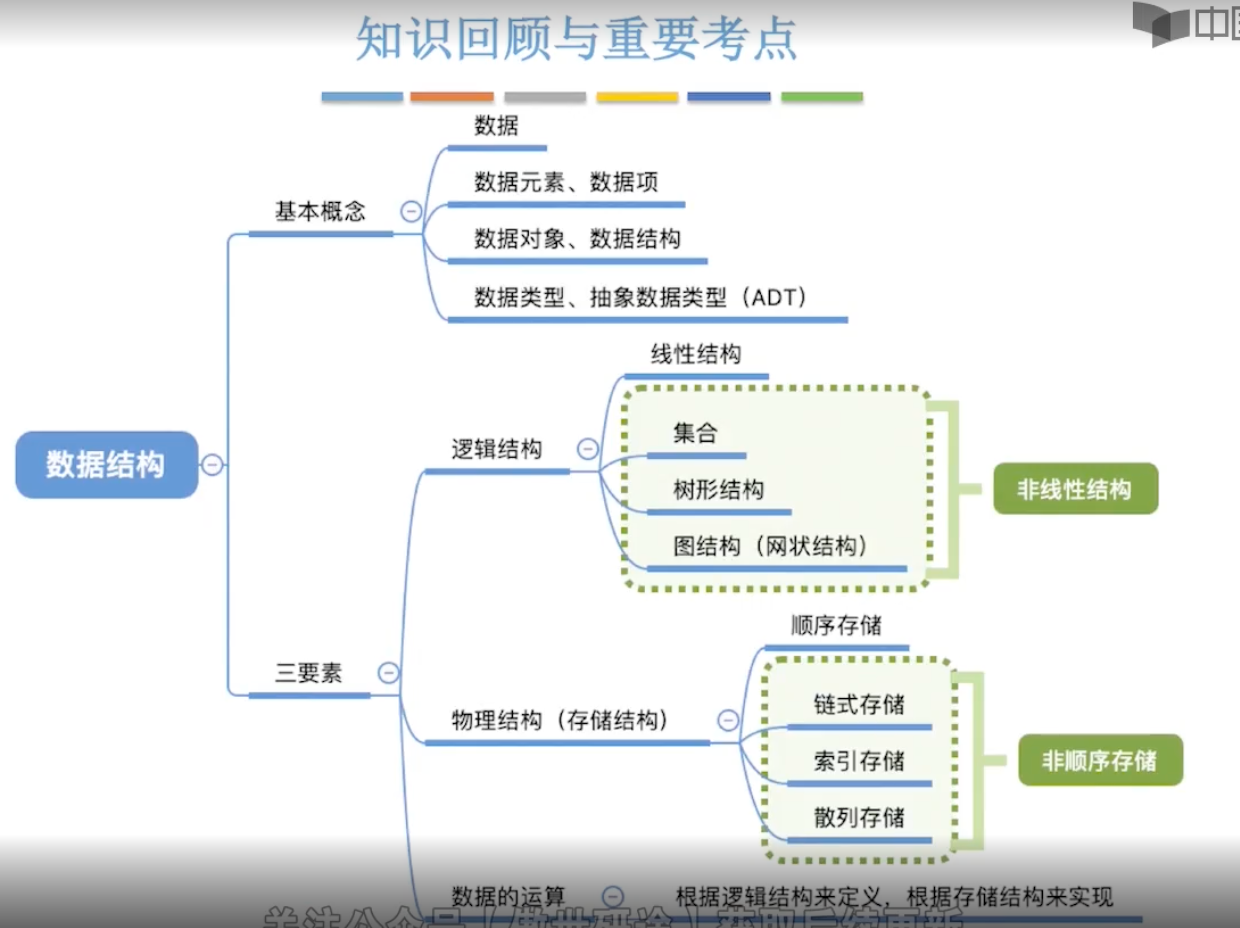 知识回顾与重要考点
中国
数据
数据元素、数据项
基本概念
数据对象、数据结构
数据类型、抽象数据类型（ADT）
线性结构
集合
逻辑结构
树形结构
非线性结构
数据结构
图结构（网状结构）
顺序存储
三要素
链式存储
物理结构（存储结构）
索引存储
非顺序存储
散列存储
数据的运算
根据逻辑结构来定义，根据存储结构来实现